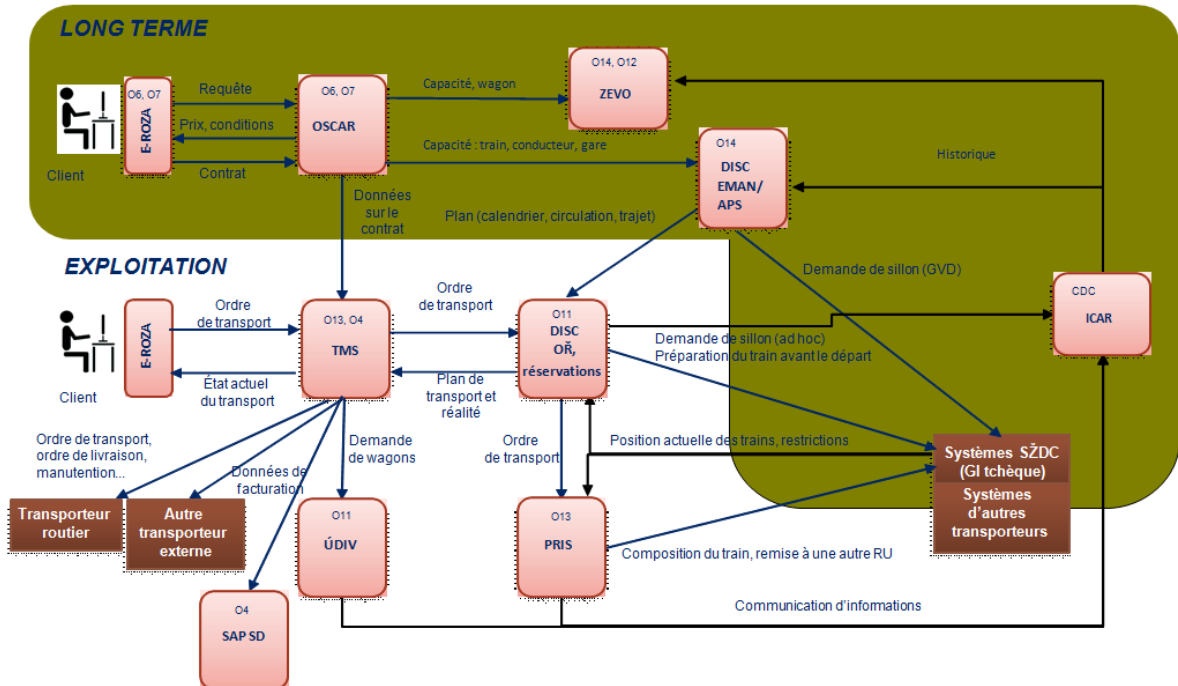 LONG TERME
O6, O7
E-ROZA
Client
Requête
Prix, conditions
Contrat
O6, O7
OSCAR
Capacité, wagon
O14, O12
ZEVO
Capacité : train, conducteur, gare
O14
DISC
EMAN/
APS
Historique
Données
sur le
contrat
Plan (calendrier, circulation, trajet)
Demande de sillon (GVD)
EXPLOITATION
Client
E-ROZA
Ordre
de transport
État actuel
du transport
O13, O4
TMS
Ordre
de transport
Plan de
transport et
réalité
O11
DISC
OŘ,
réservations
Demande de sillon (ad hoc)
Préparation du train avant le départ
CDC
ICAR
Ordre de transport,
ordre de livraison,
manutention...
Données de
facturation
Demande
de wagons
Ordre
de transport
Position actuelle des trains, restrictions
Systèmes SŽDC
(GI tchèque)
Systèmes
d'autres
transporteurs
Transporteur
routier
Autre
transporteur
externe
O11
ÚDIV
O13
PRIS
Composition du train, remise à une autre RU
Communication d'informations
O4
SAP SD